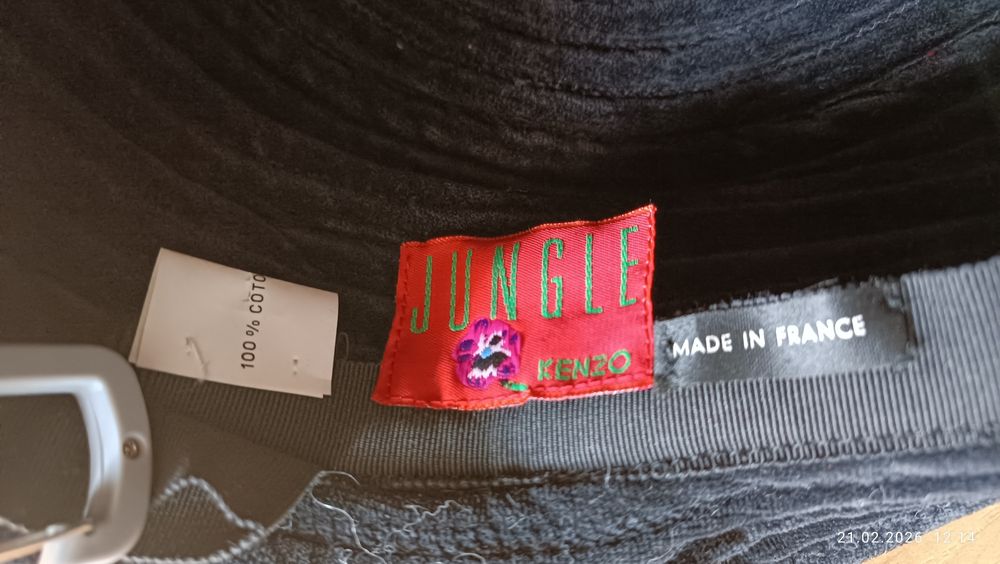 100% COTO
JUNGLE
KENZO
MADE IN FRANCE
21.02.2026 12:14